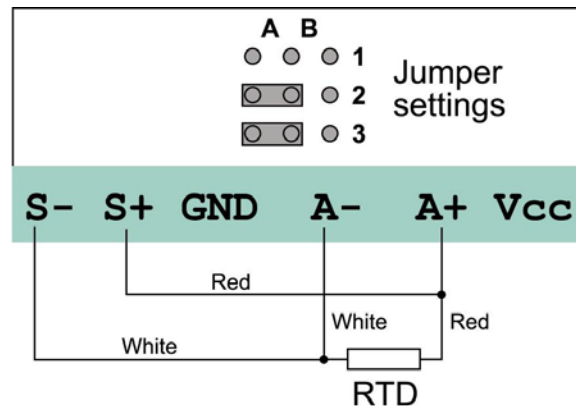 A B
1
2
3
Jumper
settings
S- S+ GND A- A+ Vcc
Red
White Red
White
RTD